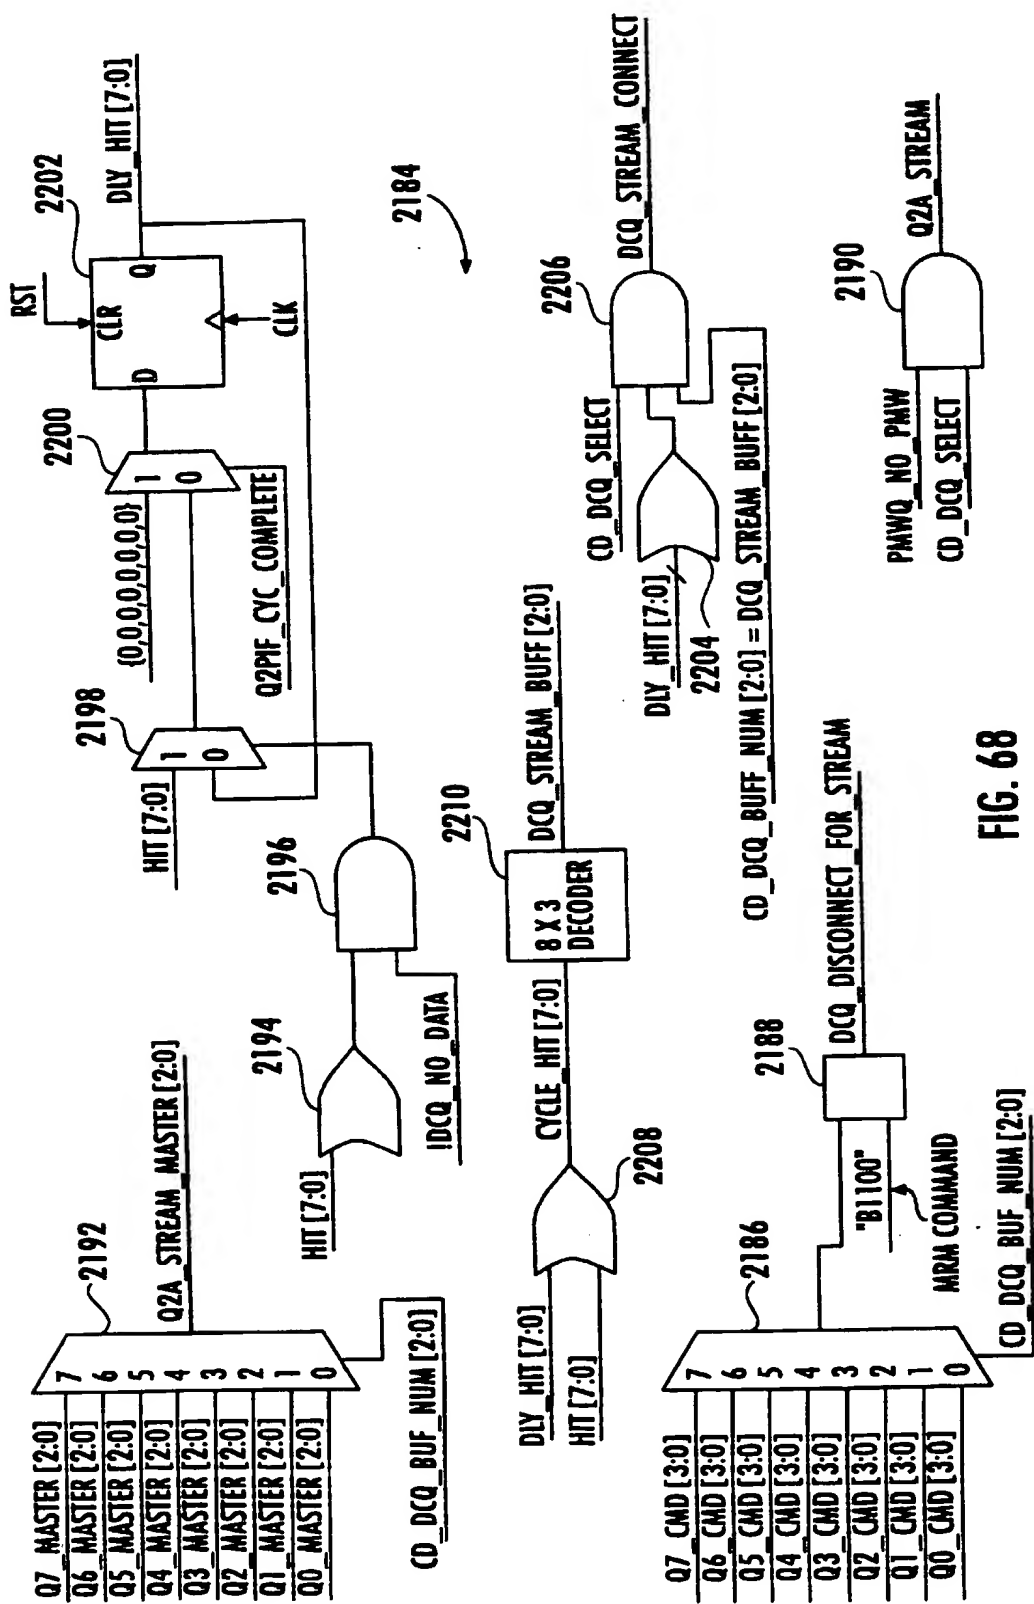 Q7_MASTER [2:0]
Q6_MASTER [2:0]
Q5_MASTER [2:0]
Q4_MASTER [2:0]
Q3_MASTER [2:0]
Q2_MASTER [2:0]
Q1_MASTER [2:0]
Q0_MASTER [2:0]
7
6
5
4
3
2
1
0
2192
Q2A_STREAM_MASTER [2:0]
CD_DCQ_BUF_NUM [2:0]
HIT [7:0]
2194
!DCQ_NO_DATA
2196
HIT [7:0]
1
0
2198
{0,0,0,0,0,0,0,0}
1
0
2200
Q2PIF_CYC_COMPLETE
RST
D
CLR
Q
CLK
2202
DLY_HIT [7:0]
2184
DLY_HIT [7:0]
HIT [7:0]
2208
CYCLE_HIT [7:0]
8 X 3
DECODER
2210
DCQ_STREAM_BUFF [2:0]
CD_DCQ_SELECT
DLY_HIT [7:0]
2204
CD_DCQ_BUFF_NUM [2:0] = DCQ_STREAM_BUFF [2:0]
2206
DCQ_STREAM_CONNECT
Q7_CMD [3:0]
Q6_CMD [3:0]
Q5_CMD [3:0]
Q4_CMD [3:0]
Q3_CMD [3:0]
Q2_CMD [3:0]
Q1_CMD [3:0]
Q0_CMD [3:0]
7
6
5
4
3
2
1
0
2186
CD_DCQ_BUF_NUM [2:0]
"B1100"
MRM COMMAND
2188
DCQ_DISCONNECT_FOR_STREAM
PMWQ_NO_PMW
CD_DCQ_SELECT
2190
Q2A_STREAM
FIG. 68